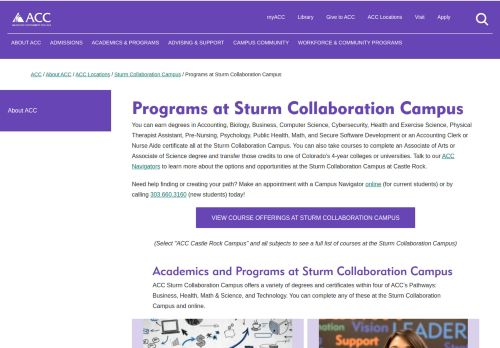 ACC
myACC Library Give to ACC ACC Locations Visit Apply
ABOUT ACC ADMISSIONS ACADEMICS & PROGRAMS ADVISING & SUPPORT CAMPUS COMMUNITY WORKFORCE & COMMUNITY PROGRAMS
ACC / About ACC / ACC Locations / Sturm Collaboration Campus / Programs at Sturm Collaboration Campus
About ACC
Programs at Sturm Collaboration Campus
You can earn degrees in Accounting, Biology, Business, Computer Science, Cybersecurity, Health and Exercise Science, Physical
Therapist Assistant, Pre-Nursing, Psychology, Public Health, Math, and Secure Software Development or an Accounting Clerk or
Nurse Aide certificate all at the Sturm Collaboration Campus. You can also take courses to complete an Associate of Arts or
Associate of Science degree and transfer those credits to one of Colorado's 4-year colleges or universities. Talk to our ACC
Navigators to learn more about the options and opportunities at the Sturm Collaboration Campus at Castle Rock.
Need help finding or creating your path? Make an appointment with a Campus Navigator online (for current students) or by
calling 303.660.3160 (new students) today!
VIEW COURSE OFFERINGS AT STURM COLLABORATION CAMPUS
(Select "ACC Castle Rock Campus" and all subjects to see a full list of courses at the Sturm Collaboration Campus)
Academics and Programs at Sturm Collaboration Campus
ACC Sturm Collaboration Campus offers a variety of degrees and certificates within four of ACC's Pathways:
Business, Health, Math & Science, and Technology. You can complete any of these at the Sturm Collaboration
Campus and online.
Vision LEADER
Support